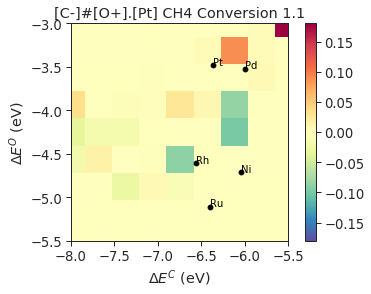 [C-]#[O+].[Pt] CH4 Conversion 1.1
−3.0
−3.5
−4.0
−4.5
−5.0
−5.5
ΔE^O (eV)
Pt
Pd
Rh
Ni
Ru
−8.0 −7.5 −7.0 −6.5 −6.0 −5.5
ΔE^C (eV)
0.15
0.10
0.05
0.00
−0.05
−0.10
−0.15